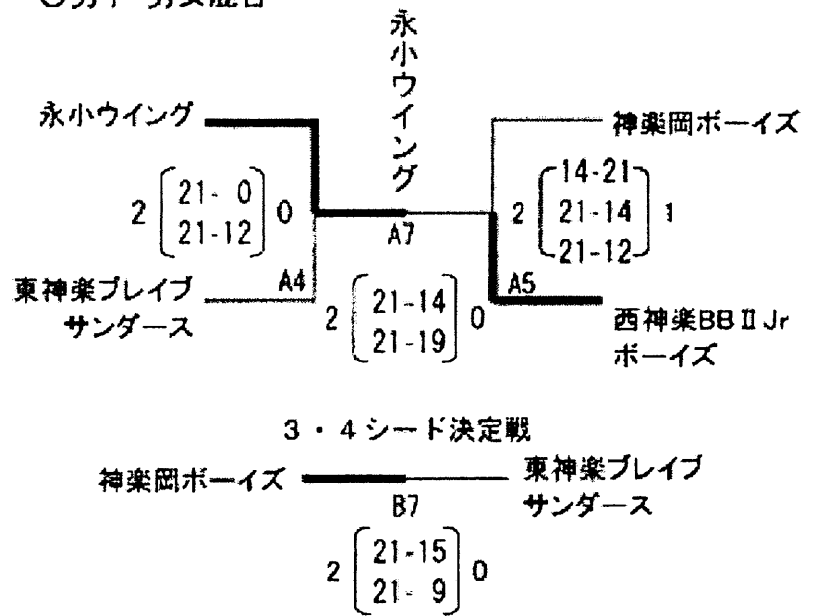 永小ウイング
永小ウイング
神楽岡ボーイズ
2 21- 0 0
21-12
14-21
2 21-14 1
21-12
A7
A4
A5
東神楽ブレイブ
サンダース
2 21-14 0
21-19
西神楽BBⅡJr
ボーイズ
3・4シード決定戦
神楽岡ボーイズ
東神楽ブレイブ
サンダース
B7
2 21-15 0
21- 9